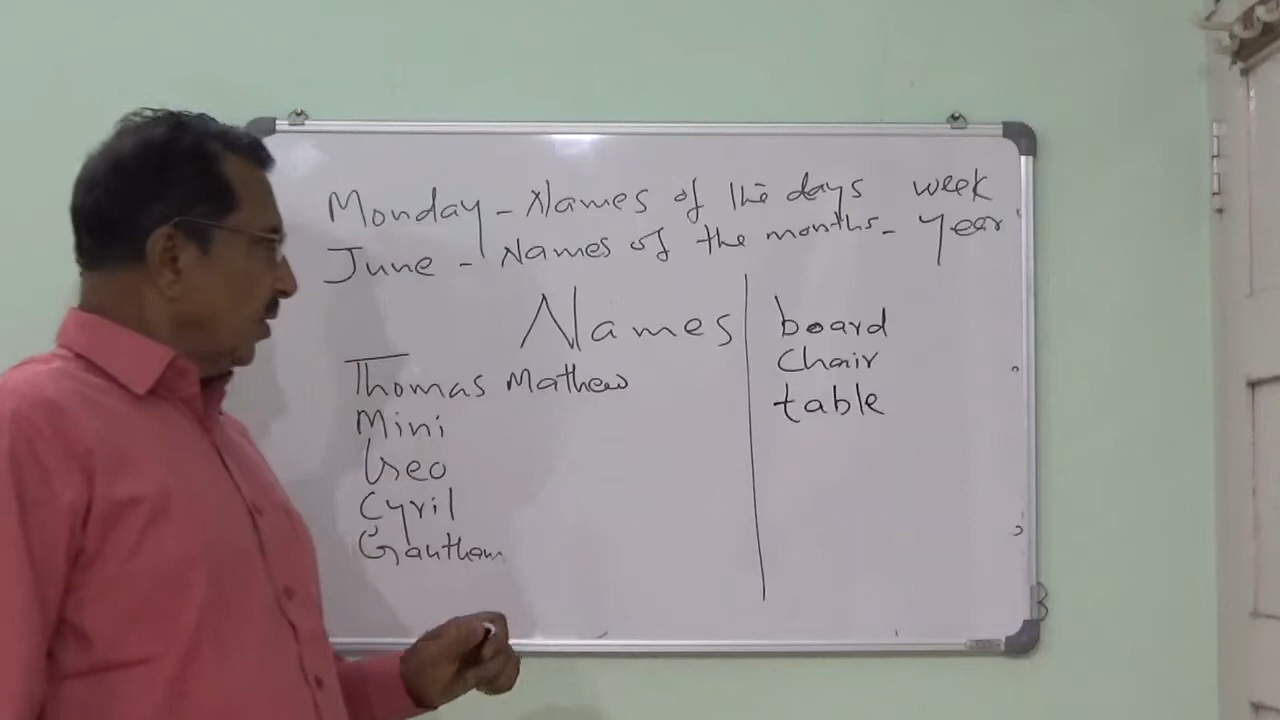 Monday - Names of the days week
June - Names of the months - year
Names
Thomas Mathew
Mini
Geo
Cyril
Gautham
board
Chair
table